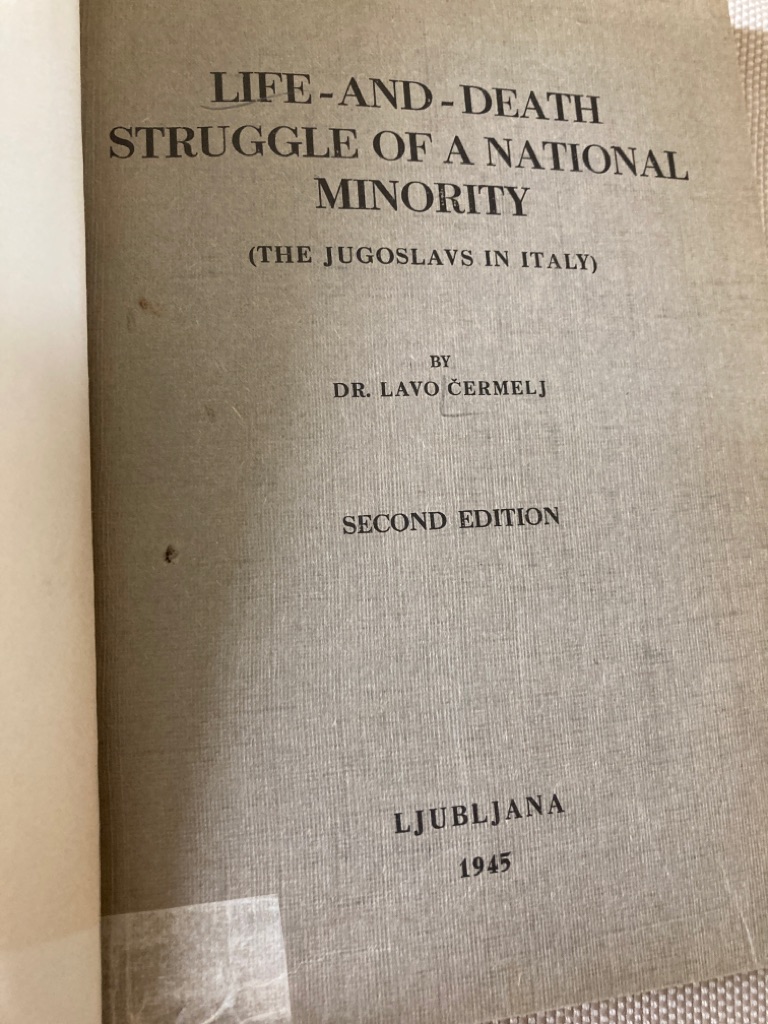 LIFE-AND-DEATH
STRUGGLE OF A NATIONAL
MINORITY
(THE JUGOSLAVS IN ITALY)
BY
DR. LAVO ČERMELJ
SECOND EDITION
LJUBLJANA
1945